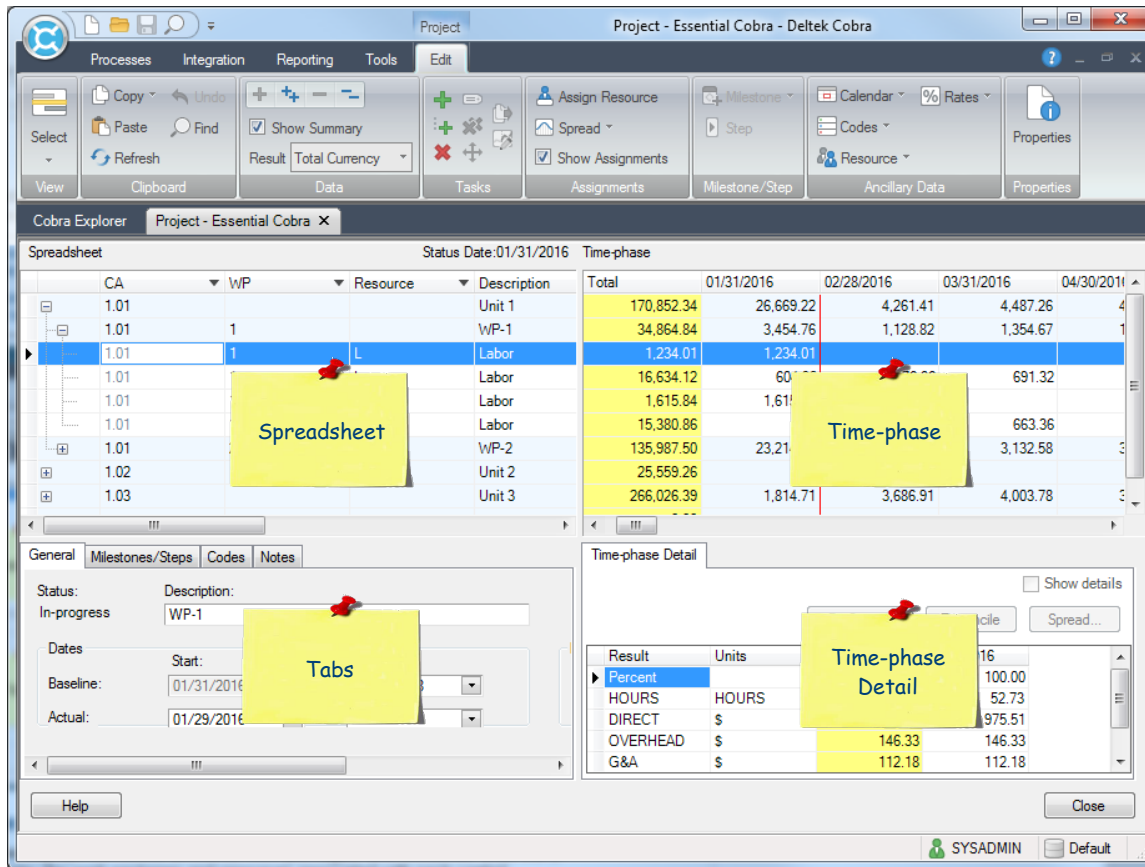 Project
Project - Essential Cobra - Deltek Cobra
Processes Integration Reporting Tools Edit
Copy Undo Assign Resource Milestone Calendar Rates
Select Paste Find Show Summary Spread Step Codes Properties
Refresh Result Total Currency Show Assignments Resource
View Clipboard Data Tasks Assignments Milestone/Step Ancillary Data Properties
Cobra Explorer Project - Essential Cobra
Spreadsheet Status Date:01/31/2016 Time-phase
CA WP Resource Description Total 01/31/2016 02/28/2016 03/31/2016
1.01 Unit 1 170,852.34 26,669.22 4,261.41 4,487.26
1.01 1 WP-1 34,864.84 3,454.76 1,128.82 1,354.67
1.01 1 L Labor 1,234.01 1,234.01
1.01 Labor 16,634.12 691.32
1.01 Labor 1,615.84
1.01 Labor 15,380.86 663.36
1.01 WP-2 135,987.50 3,132.58
1.02 Unit 2 25,559.26
1.03 Unit 3 266,026.39 1,814.71 3,686.91 4,003.78
Spreadsheet
Time-phase
General Milestones/Steps Codes Notes
Status: Description:
In-progress WP-1
Dates
Start:
Baseline: 01/31/2016
Actual: 01/29/2016
Tabs
Time-phase Detail
Show details
Spread...
Result Units
Percent 100.00
HOURS HOURS 52.73
DIRECT $ 975.51
OVERHEAD $ 146.33 146.33
G&A $ 112.18 112.18
Time-phase
Detail
Help Close
SYSADMIN Default